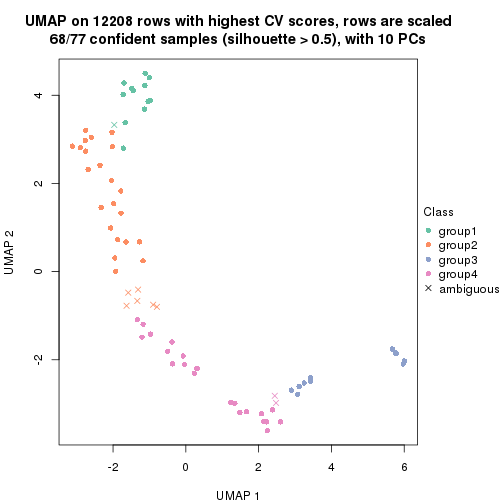 UMAP on 12208 rows with highest CV scores, rows are scaled
68/77 confident samples (silhouette > 0.5), with 10 PCs
4
2
0
-2
UMAP 2
-2
0
2
4
6
UMAP 1
Class
group1
group2
group3
group4
ambiguous